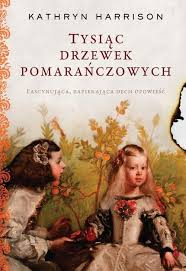 KATHRYN HARRISON
TYSIĄC
DRZEWEK
POMARAŃCZOWYCH
FASCYNUJĄCA, ZAPIERAJĄCA DECH OPOWIEŚĆ